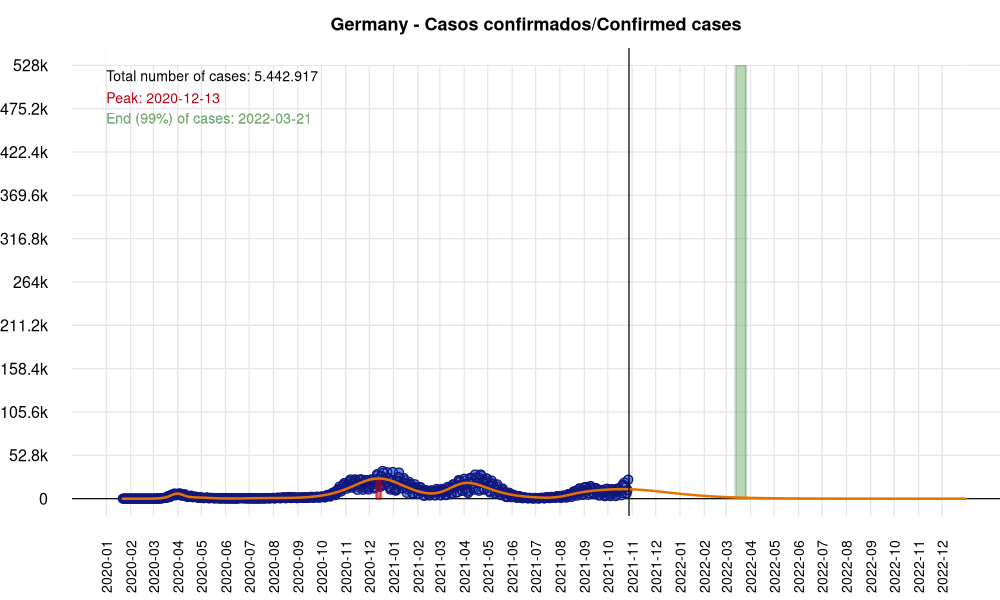 Germany - Casos confirmados/Confirmed cases
Total number of cases: 5.442.917
Peak: 2020-12-13
End (99%) of cases: 2022-03-21
528k
475.2k
422.4k
369.6k
316.8k
264k
211.2k
158.4k
105.6k
52.8k
0
2020-01
2020-02
2020-03
2020-04
2020-05
2020-06
2020-07
2020-08
2020-09
2020-10
2020-11
2020-12
2021-01
2021-02
2021-03
2021-04
2021-05
2021-06
2021-07
2021-08
2021-09
2021-10
2021-11
2021-12
2022-01
2022-02
2022-03
2022-04
2022-05
2022-06
2022-07
2022-08
2022-09
2022-10
2022-11
2022-12